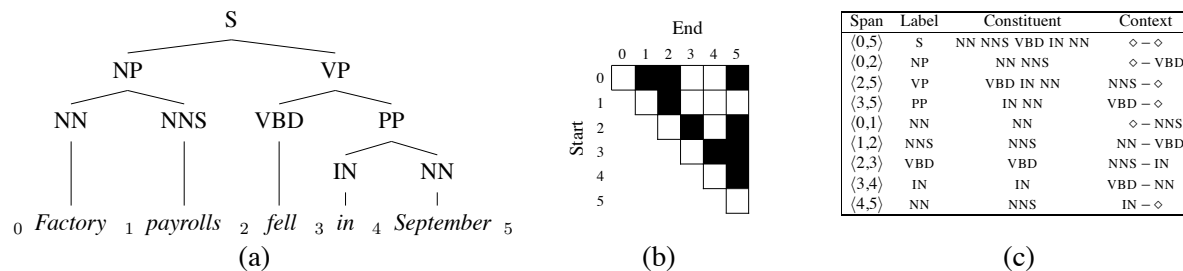 S
NP VP
NN NNS VBD PP
IN NN
0 Factory 1 payrolls 2 fell 3 in 4 September 5
(a)
End
0 1 2 3 4 5
Start
0
1
2
3
4
5
(b)
Span Label Constituent Context
⟨0,5⟩ S NN NNS VBD IN NN ⋄ – ⋄
⟨0,2⟩ NP NN NNS ⋄ – VBD
⟨2,5⟩ VP VBD IN NN NNS – ⋄
⟨3,5⟩ PP IN NN VBD – ⋄
⟨0,1⟩ NN NN ⋄ – NNS
⟨1,2⟩ NNS NNS NN – VBD
⟨2,3⟩ VBD VBD NNS – IN
⟨3,4⟩ IN IN VBD – NN
⟨4,5⟩ NN NNS IN – ⋄
(c)